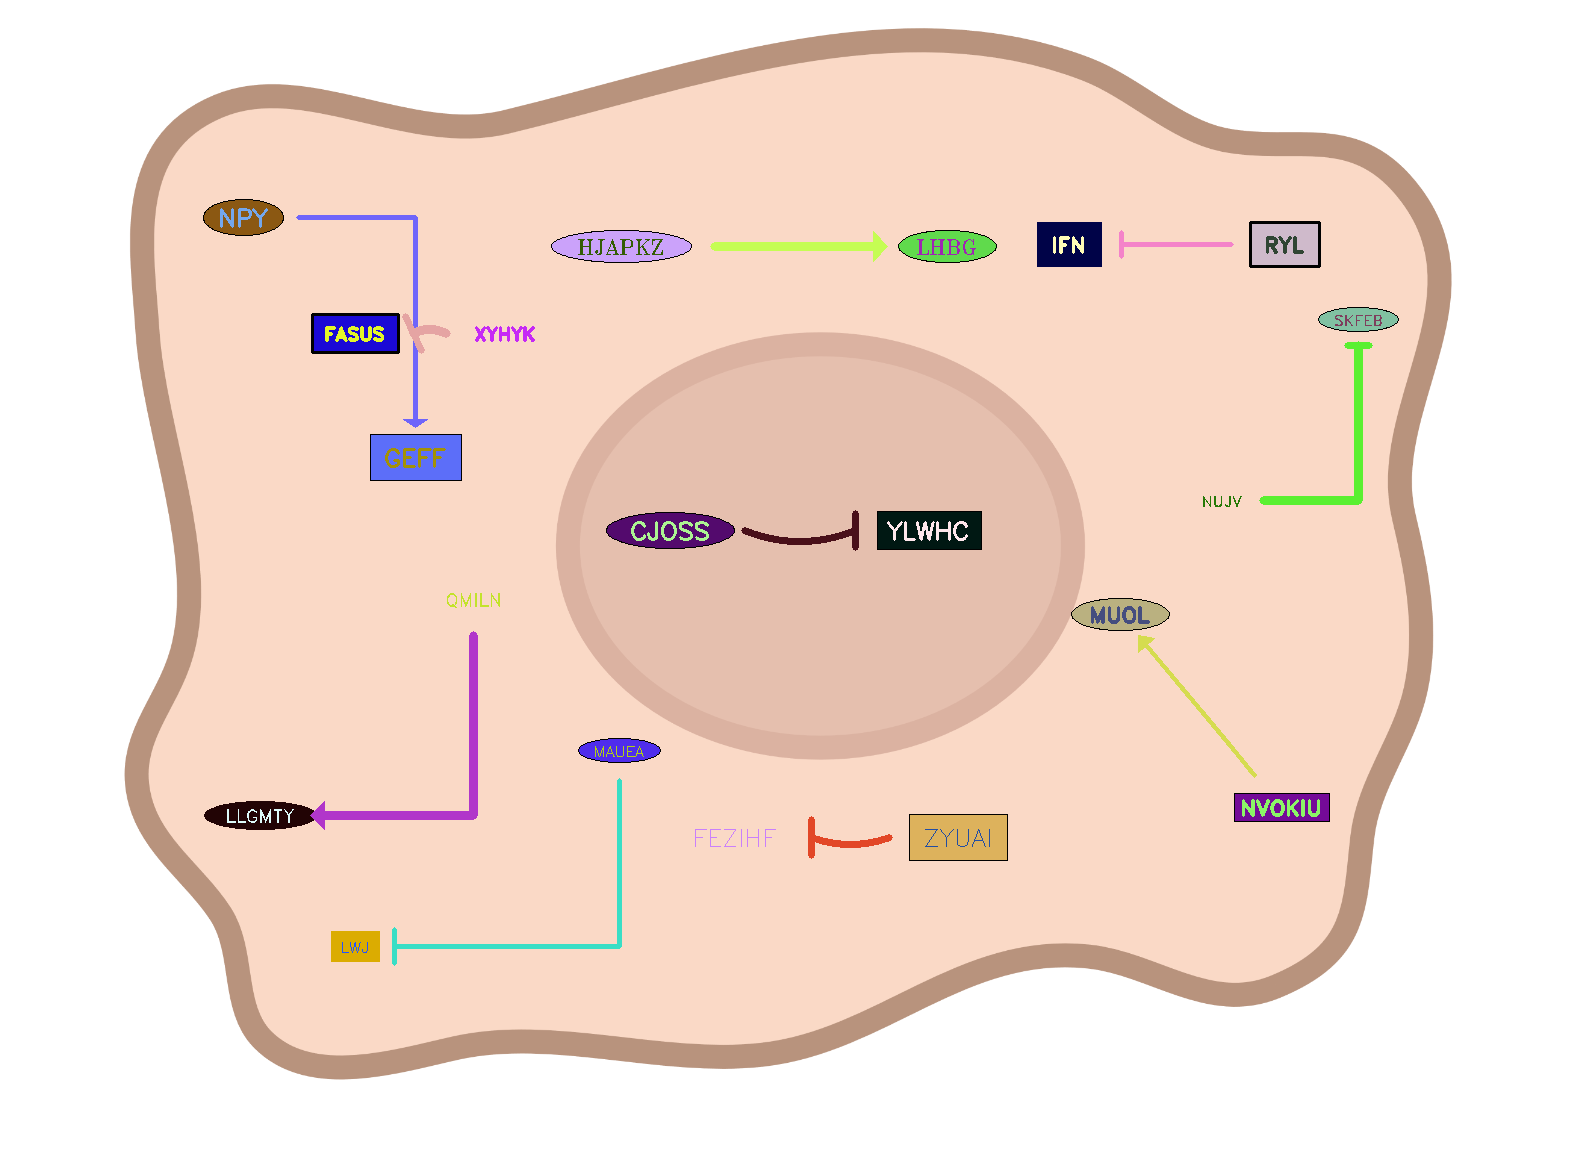 NPY
HJAPKZ
LHBG
IFN
RYL
SKFEB
FASUS
XYHYK
GEFF
NUJV
CJOSS
YLWHC
QMILN
MUOL
MAUEA
LLGMTY
NVOKIU
FEZIHF
ZYUAI
LWJ